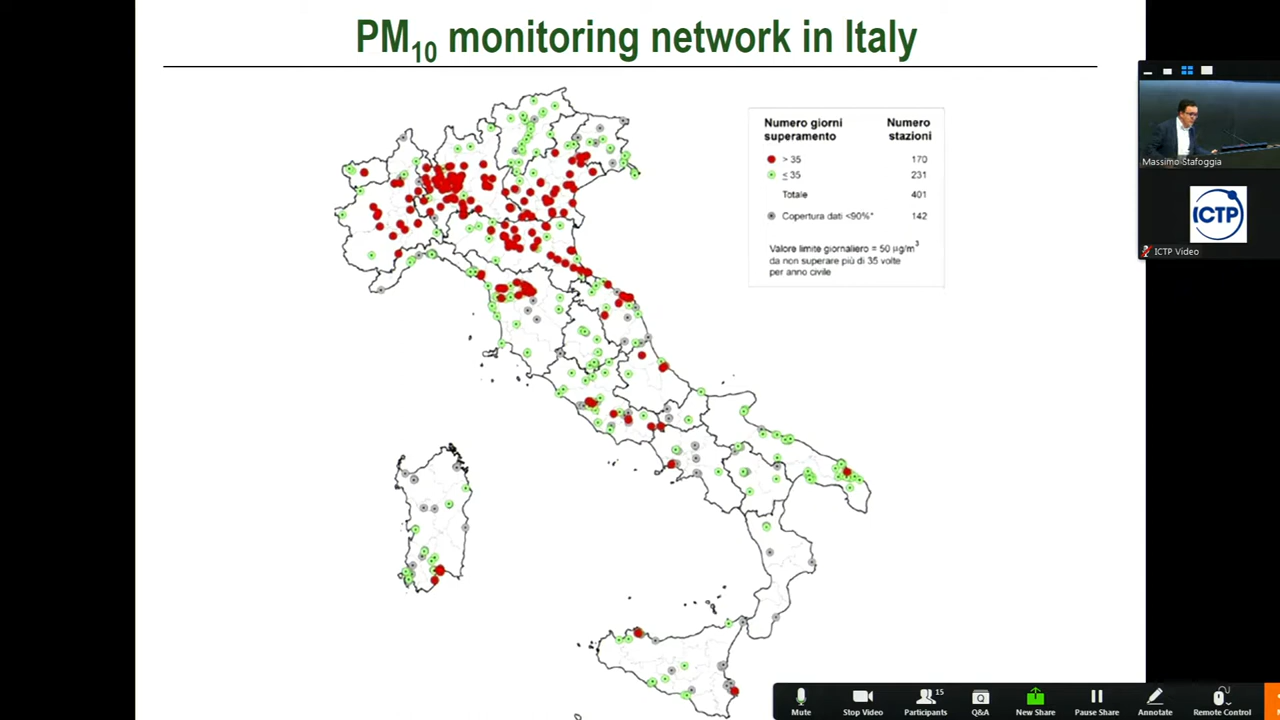 PM10 monitoring network in Italy
Numero giorni superamento
Numero stazioni
> 35 170
≤ 35 231
Totale 401
Copertura dati <90%* 142
Valore limite giornaliero = 50 µg/m3
da non superare più di 35 volte
per anno civile
Massimo Stafoggia
ICTP
ICTP Video
Mute
Stop Video
Participants 15
Q&A
New Share
Pause Share
Annotate
Remote Control